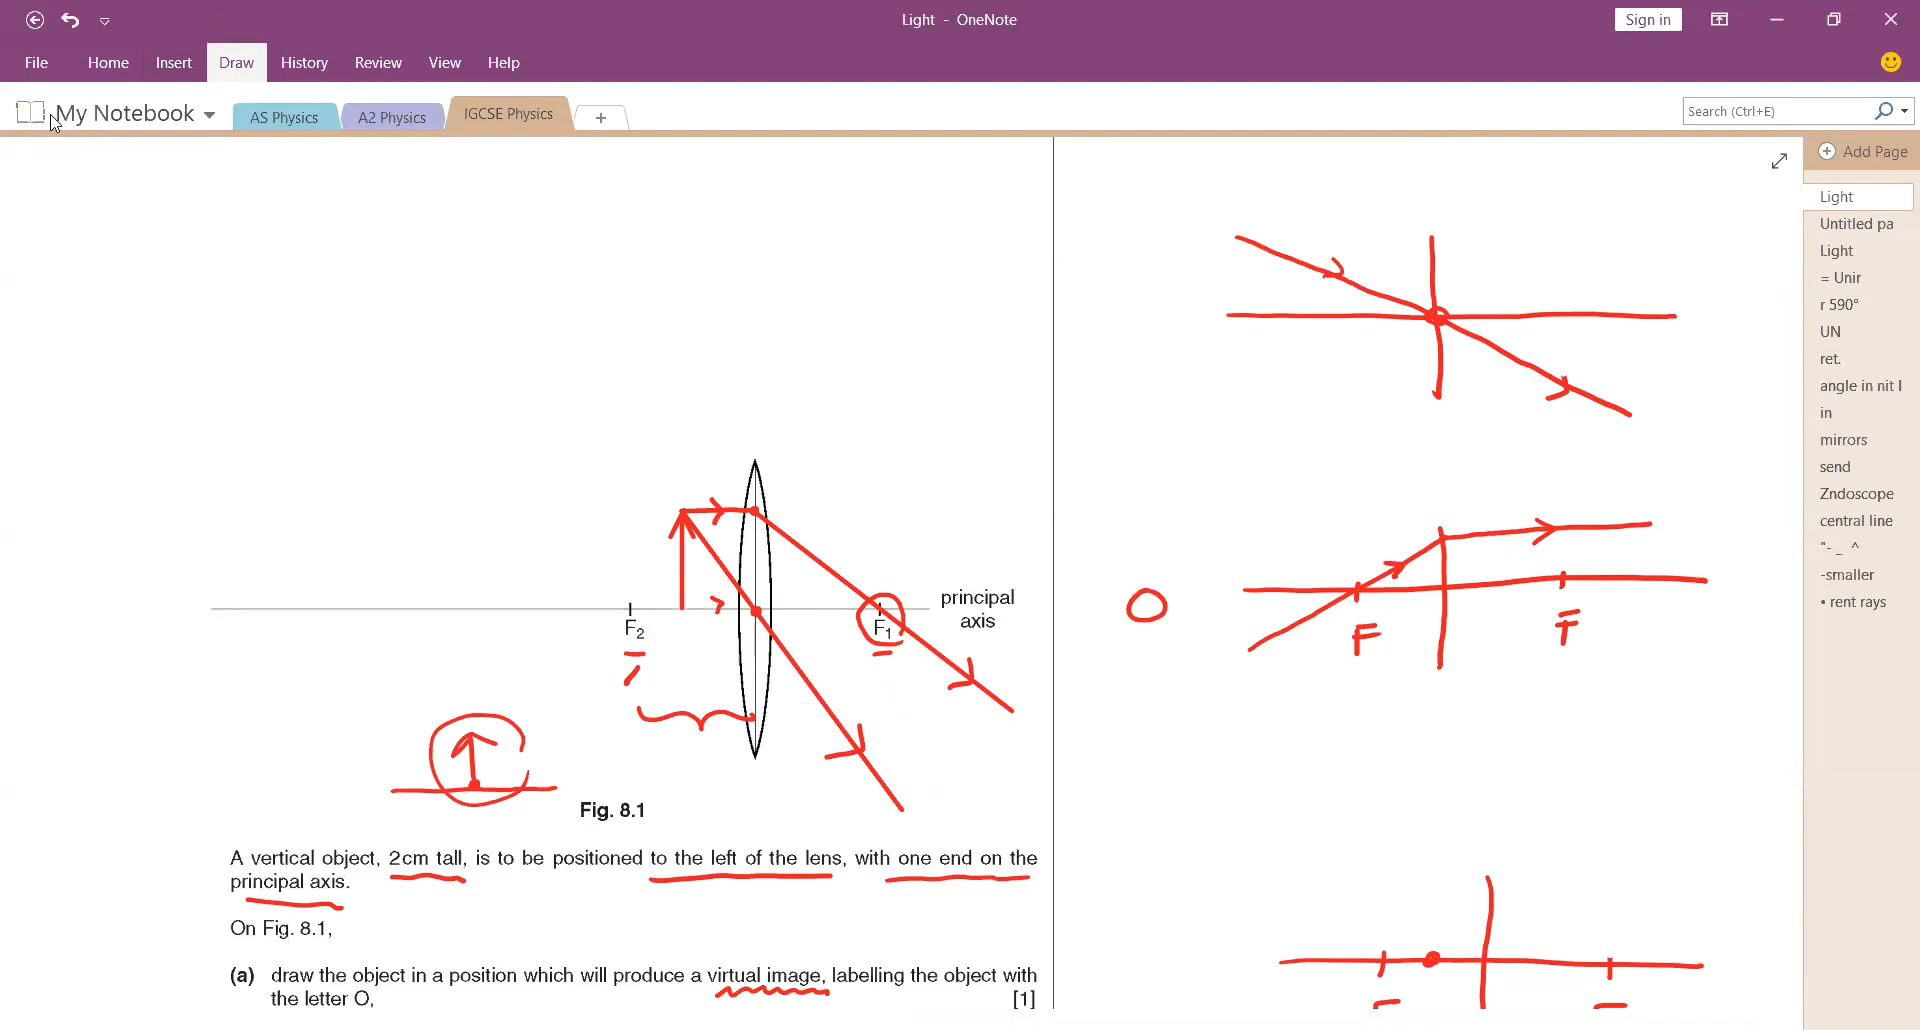 Light - OneNote
Sign in
File Home Insert Draw History Review View Help
My Notebook
AS Physics
A2 Physics
IGCSE Physics
+
Search (Ctrl+E)
Add Page
Light
Untitled pa
Light
= Unir
r 590°
UN
ret.
angle in nit I
in
mirrors
send
Zndoscope
central line
"- _ ^
-smaller
• rent rays
principal
axis
F2
F1
O
F
F
Fig. 8.1
A vertical object, 2cm tall, is to be positioned to the left of the lens, with one end on the
principal axis.
On Fig. 8.1,
(a) draw the object in a position which will produce a virtual image, labelling the object with
the letter O,
[1]